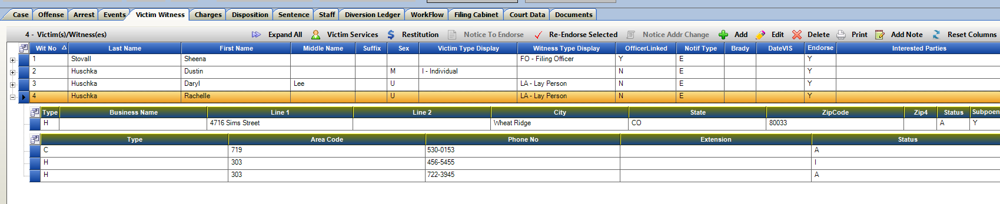 Case Offense Arrest Events Victim Witness Charges Disposition Sentence Staff Diversion Ledger WorkFlow Filing Cabinet Court Data Documents
4 - Victim(s)/Witness(es) Expand All Victim Services Restitution Notice To Endorse Re-Endorse Selected Notice Addr Change Add Edit Delete Print Add Note Reset Columns
Wit No Last Name First Name Middle Name Suffix Sex Victim Type Display Witness Type Display OfficerLinked Notif Type Brady DateVIS Endorse Interested Parties
1 Stovall Sheena FO - Filing Officer Y E Y
2 Huschka Dustin M I - Individual N E Y
3 Huschka Daryl Lee U LA - Lay Person N E Y
4 Huschka Rachelle U LA - Lay Person N E Y
Type Business Name Line 1 Line 2 City State ZipCode Zip4 Status Subpoen
H 4716 Sims Street Wheat Ridge CO 80033 A Y
Type Area Code Phone No Extension Status
C 719 530-0153 A
H 303 456-5455 I
H 303 722-3945 A